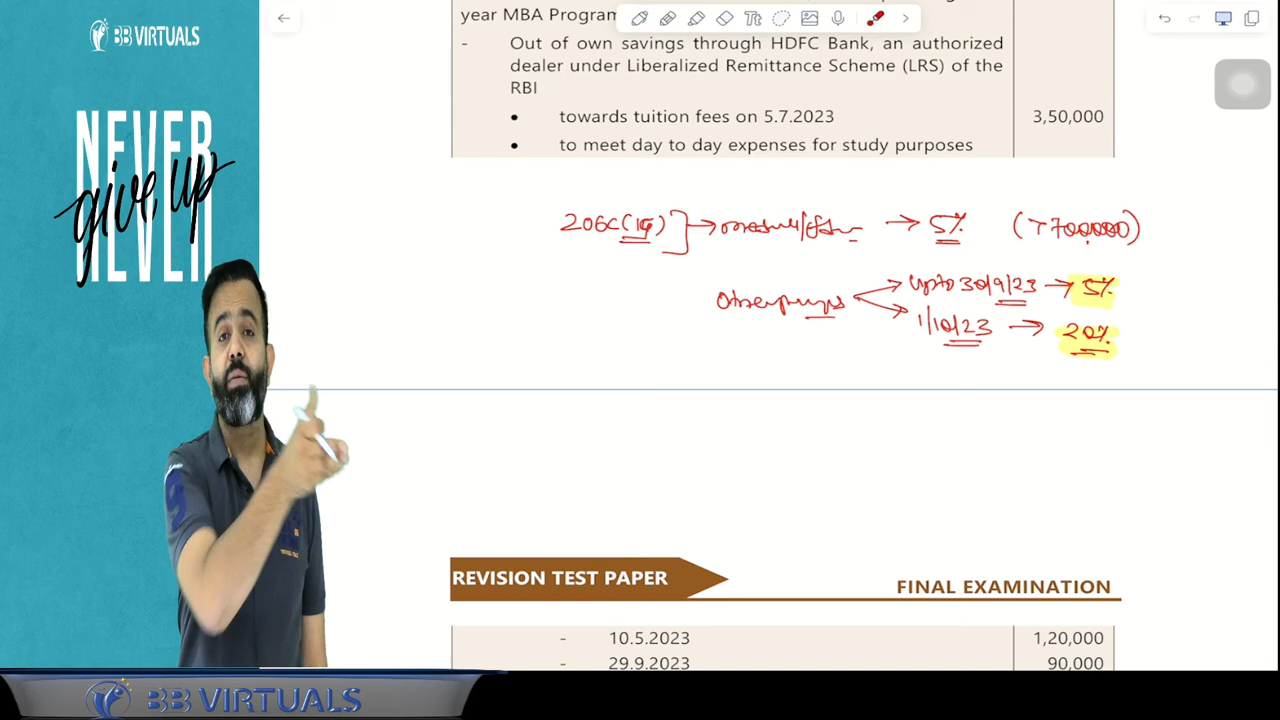 BB VIRTUALS
NEVER
give up
NEVER
year MBA Program
- Out of own savings through HDFC Bank, an authorized
dealer under Liberalized Remittance Scheme (LRS) of the
RBI
• towards tuition fees on 5.7.2023 3,50,000
• to meet day to day expenses for study purposes
206C(1G) → → 5% (>700,000)
upto 30/9/23 → 5%
1/10/23 → 20%
REVISION TEST PAPER
FINAL EXAMINATION
- 10.5.2023 1,20,000
- 29.9.2023 90,000
BB VIRTUALS